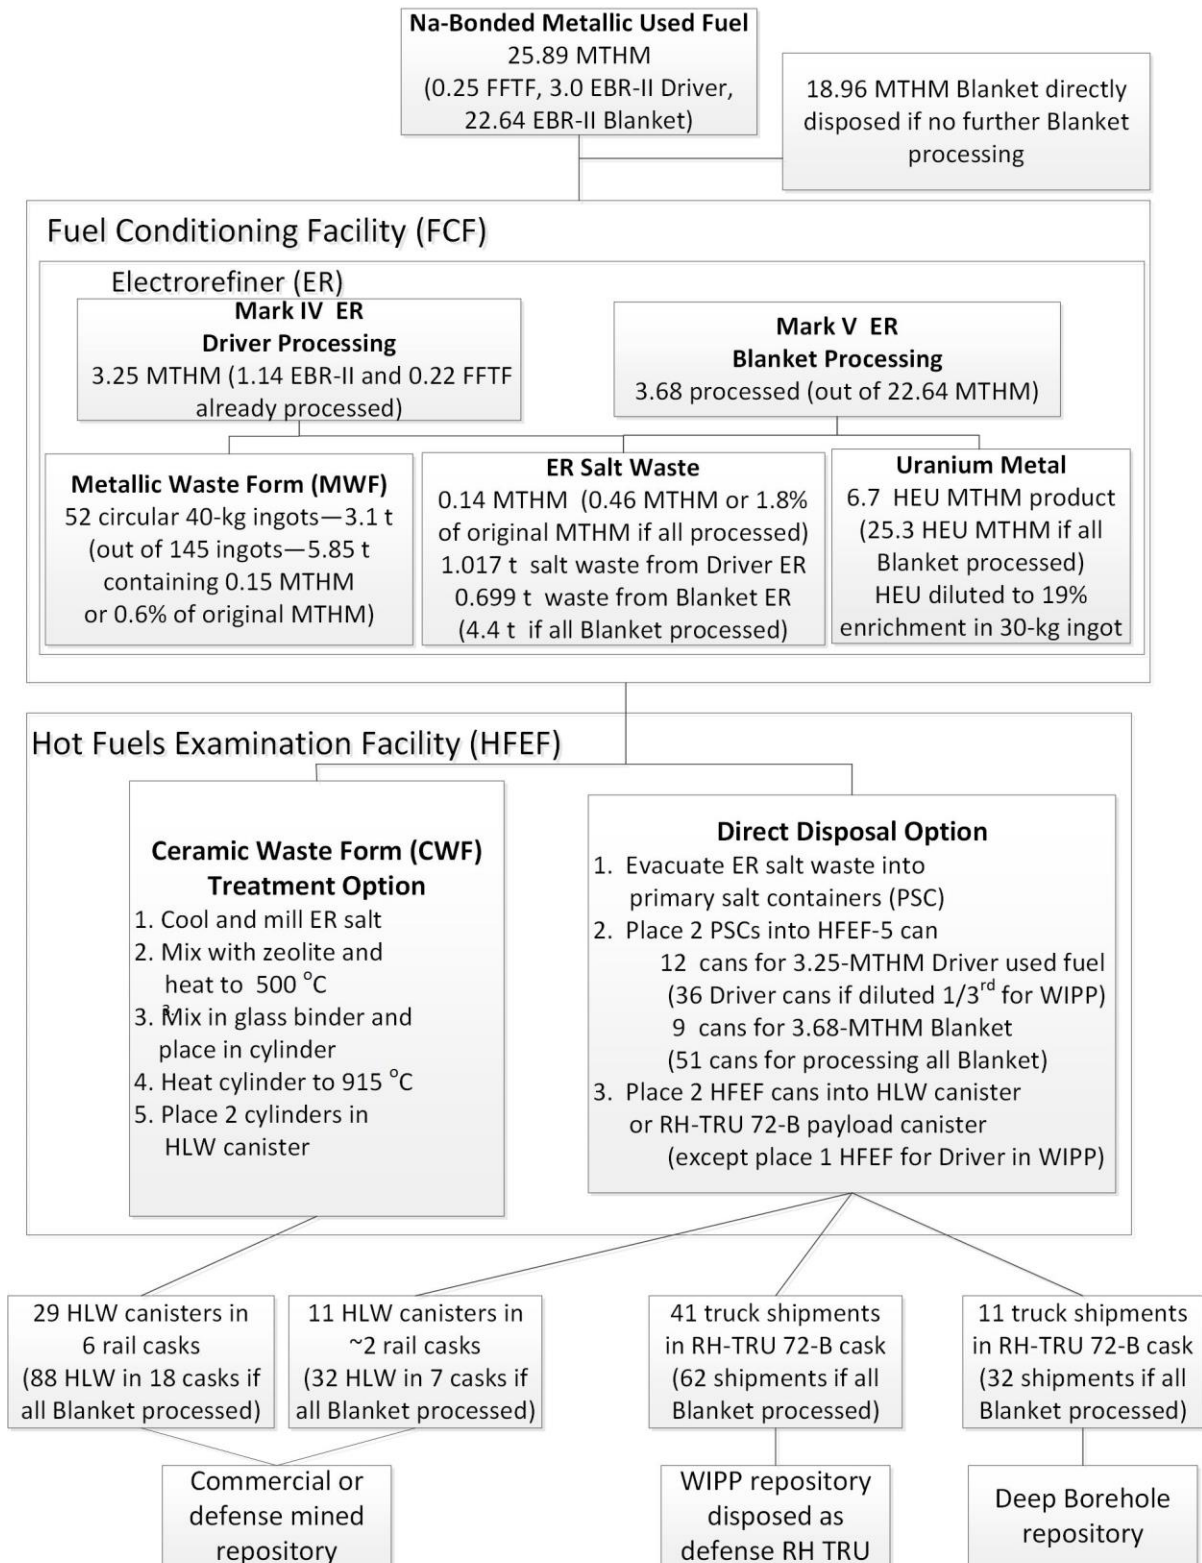 Na-Bonded Metallic Used Fuel
25.89 MTHM
(0.25 FFTF, 3.0 EBR-II Driver,
22.64 EBR-II Blanket)
18.96 MTHM Blanket directly
disposed if no further Blanket
processing
Fuel Conditioning Facility (FCF)
Electrorefiner (ER)
Mark IV ER
Driver Processing
3.25 MTHM (1.14 EBR-II and 0.22 FFTF
already processed)
Mark V ER
Blanket Processing
3.68 processed (out of 22.64 MTHM)
Metallic Waste Form (MWF)
52 circular 40-kg ingots—3.1 t
(out of 145 ingots—5.85 t
containing 0.15 MTHM
or 0.6% of original MTHM)
ER Salt Waste
0.14 MTHM (0.46 MTHM or 1.8%
of original MTHM if all processed)
1.017 t salt waste from Driver ER
0.699 t waste from Blanket ER
(4.4 t if all Blanket processed)
Uranium Metal
6.7 HEU MTHM product
(25.3 HEU MTHM if all
Blanket processed)
HEU diluted to 19%
enrichment in 30-kg ingot
Hot Fuels Examination Facility (HFEF)
Ceramic Waste Form (CWF)
Treatment Option
1. Cool and mill ER salt
2. Mix with zeolite and
heat to 500 °C
3. Mix in glass binder and
place in cylinder
4. Heat cylinder to 915 °C
5. Place 2 cylinders in
HLW canister
Direct Disposal Option
1. Evacuate ER salt waste into
primary salt containers (PSC)
2. Place 2 PSCs into HFEF-5 can
12 cans for 3.25-MTHM Driver used fuel
(36 Driver cans if diluted 1/3rd for WIPP)
9 cans for 3.68-MTHM Blanket
(51 cans for processing all Blanket)
3. Place 2 HFEF cans into HLW canister
or RH-TRU 72-B payload canister
(except place 1 HFEF for Driver in WIPP)
29 HLW canisters in
6 rail casks
(88 HLW in 18 casks if
all Blanket processed)
11 HLW canisters in
~2 rail casks
(32 HLW in 7 casks if
all Blanket processed)
41 truck shipments
in RH-TRU 72-B cask
(62 shipments if all
Blanket processed)
11 truck shipments
in RH-TRU 72-B cask
(32 shipments if all
Blanket processed)
Commercial or
defense mined
repository
WIPP repository
disposed as
defense RH TRU
Deep Borehole
repository